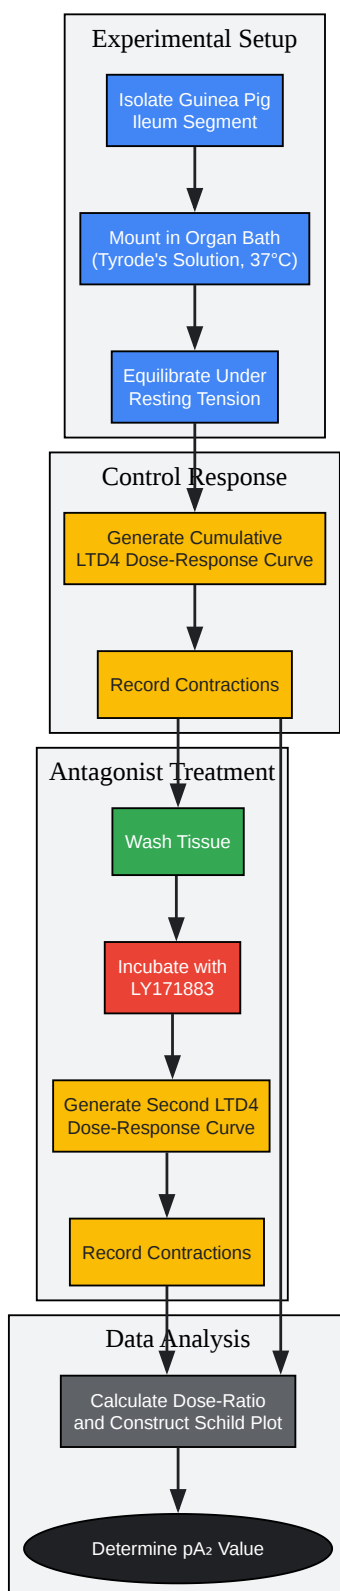 Experimental Setup
Isolate Guinea Pig
Ileum Segment
Mount in Organ Bath
(Tyrode's Solution, 37°C)
Equilibrate Under
Resting Tension
Control Response
Generate Cumulative
LTD4 Dose-Response Curve
Record Contractions
Antagonist Treatment
Wash Tissue
Incubate with
LY171883
Generate Second LTD4
Dose-Response Curve
Record Contractions
Data Analysis
Calculate Dose-Ratio
and Construct Schild Plot
Determine pA₂ Value